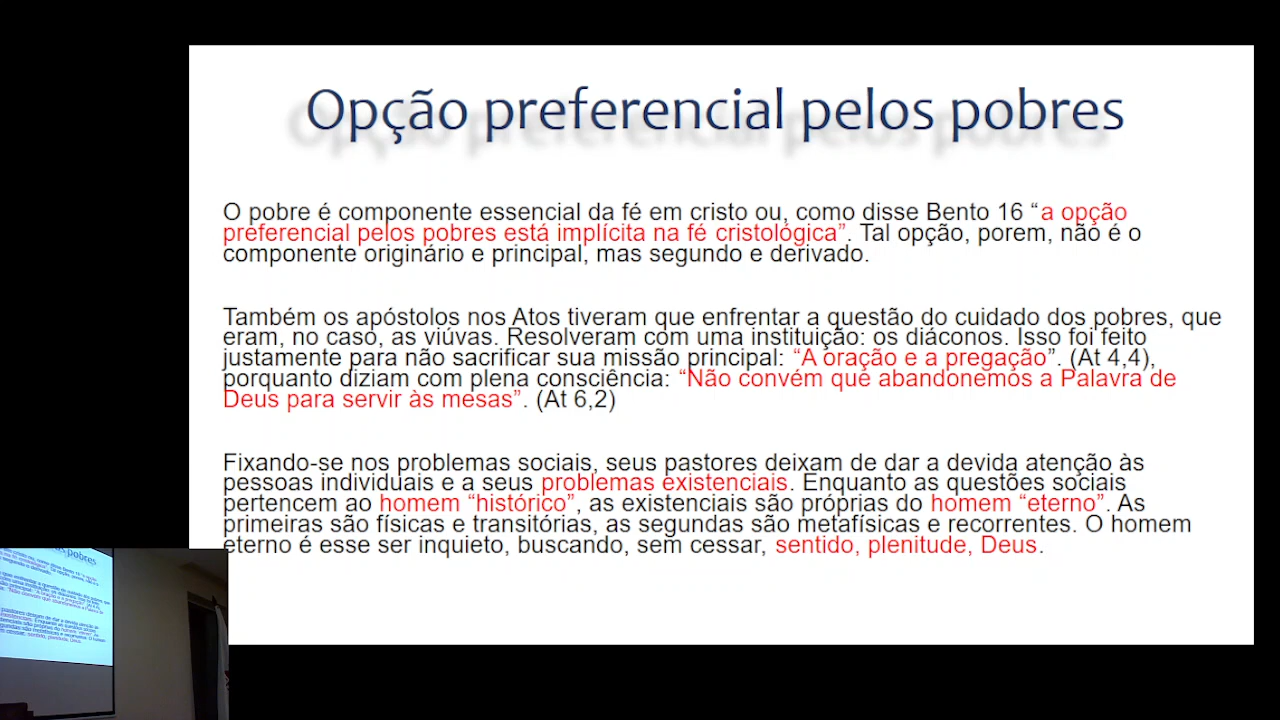 Opção preferencial pelos pobres
O pobre é componente essencial da fé em cristo ou, como disse Bento 16 “a opção
preferencial pelos pobres está implícita na fé cristológica”. Tal opção, porem, não é o
componente originário e principal, mas segundo e derivado.
Também os apóstolos nos Atos tiveram que enfrentar a questão do cuidado dos pobres, que
eram, no caso, as viúvas. Resolveram com uma instituição: os diáconos. Isso foi feito
justamente para não sacrificar sua missão principal: “A oração e a pregação”. (At 4,4),
porquanto diziam com plena consciência: “Não convém que abandonemos a Palavra de
Deus para servir às mesas”. (At 6,2)
Fixando-se nos problemas sociais, seus pastores deixam de dar a devida atenção às
pessoas individuais e a seus problemas existenciais. Enquanto as questões sociais
pertencem ao homem “histórico”, as existenciais são próprias do homem “eterno”. As
primeiras são físicas e transitórias, as segundas são metafísicas e recorrentes. O homem
eterno é esse ser inquieto, buscando, sem cessar, sentido, plenitude, Deus.